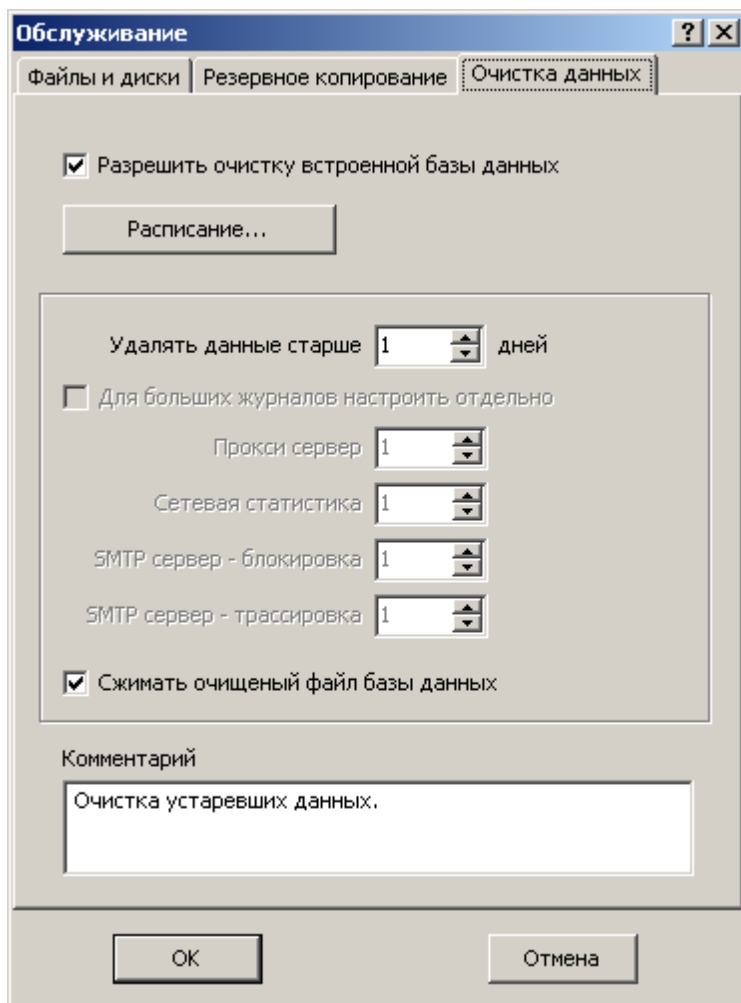 Обслуживание
Файлы и диски Резервное копирование Очистка данных
Разрешить очистку встроенной базы данных
Расписание...
Удалять данные старше 1 дней
Для больших журналов настроить отдельно
Прокси сервер 1
Сетевая статистика 1
SMTP сервер - блокировка 1
SMTP сервер - трассировка 1
Сжимать очищеный файл базы данных
Комментарий
Очистка устаревших данных.
OK Отмена